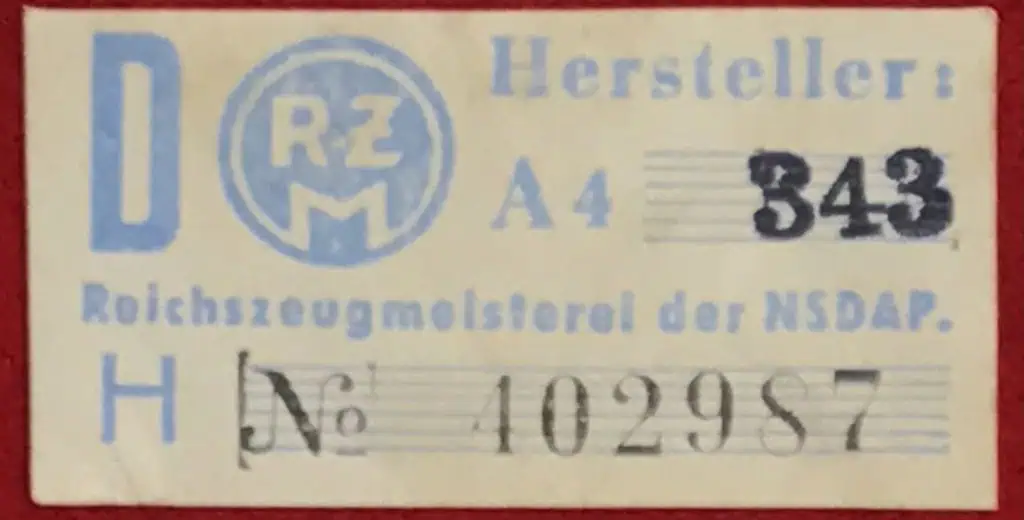 D RZM Hersteller:
A4 343
Reichszeugmeisterei der NSDAP.
H № 402987